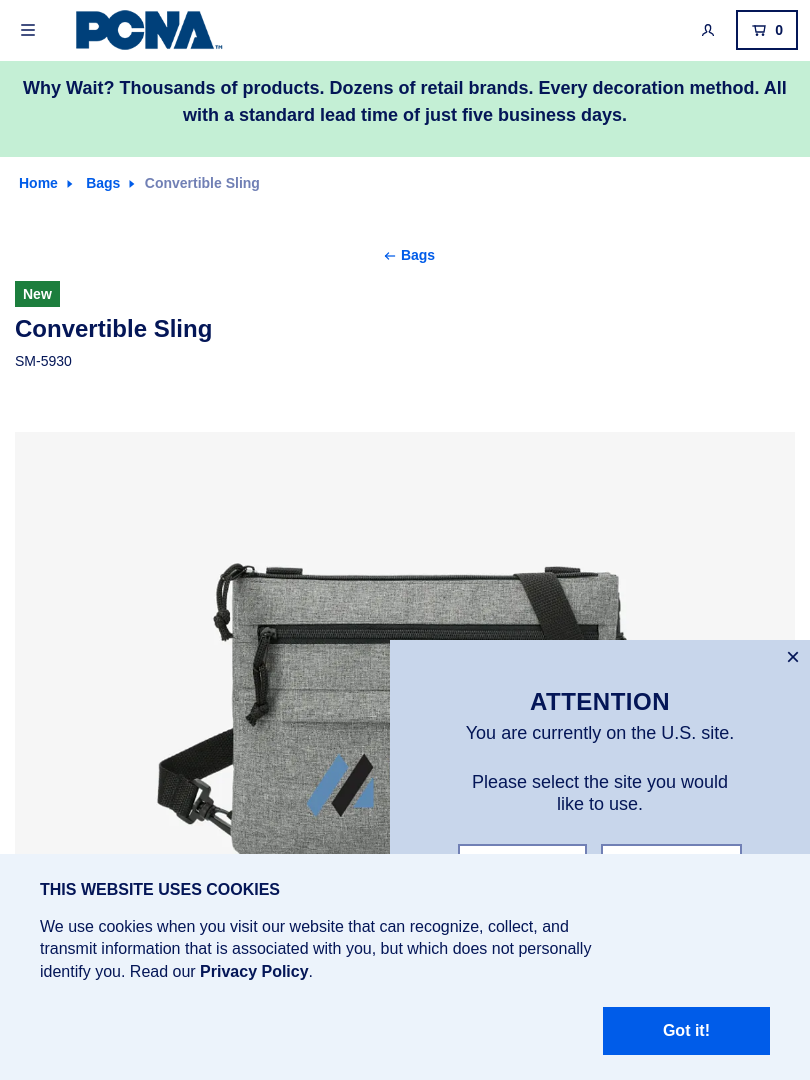 PCNA™
0
Why Wait? Thousands of products. Dozens of retail brands. Every decoration method. All
with a standard lead time of just five business days.
Home Bags Convertible Sling
Bags
New
Convertible Sling
SM-5930
ATTENTION
You are currently on the U.S. site.
Please select the site you would
like to use.
THIS WEBSITE USES COOKIES
We use cookies when you visit our website that can recognize, collect, and
transmit information that is associated with you, but which does not personally
identify you. Read our Privacy Policy.
Got it!